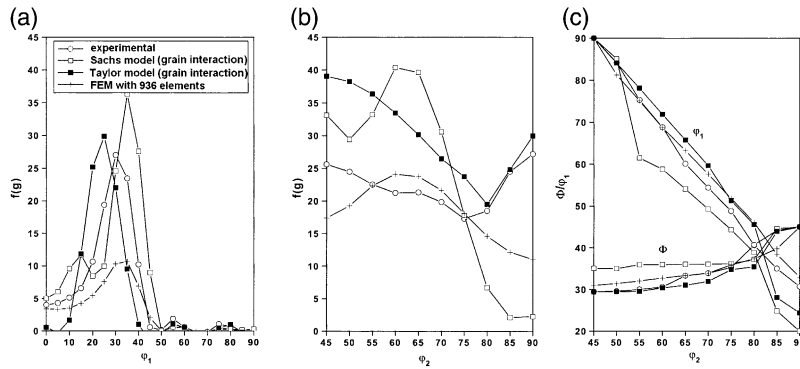 (a) (b) (c)
experimental
Sachs model (grain interaction)
Taylor model (grain interaction)
FEM with 936 elements
45
40
35
30
25
20
15
10
5
0
f(g)
0 10 20 30 40 50 60 70 80 90
φ1
45
40
35
30
25
20
15
10
5
0
f(g)
45 50 55 60 65 70 75 80 85 90
φ2
90
80
70
60
50
40
30
20
Φ/φ1
φ1
Φ
45 50 55 60 65 70 75 80 85 90
φ2